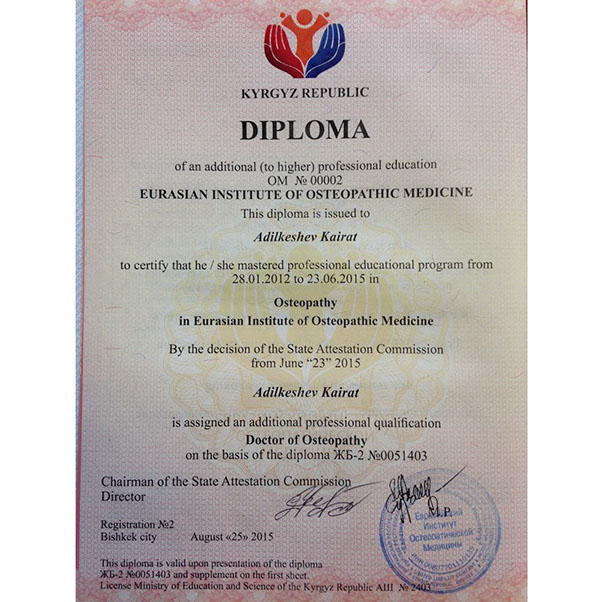 KYRGYZ REPUBLIC
DIPLOMA
of an additional (to higher) professional education
OM № 00002
EURASIAN INSTITUTE OF OSTEOPATHIC MEDICINE
This diploma is issued to
Adilkeshev Kairat
to certify that he / she mastered professional educational program from
28.01.2012 to 23.06.2015 in
Osteopathy
in Eurasian Institute of Osteopathic Medicine
By the decision of the State Attestation Commission
from June “23” 2015
Adilkeshev Kairat
is assigned an additional professional qualification
Doctor of Osteopathy
on the basis of the diploma ЖБ-2 №0051403
Chairman of the State Attestation Commission
Director
M.P.
Евразийский
Институт
Остеопатической
Медицины
Registration №2
Bishkek city August «25» 2015
This diploma is valid upon presentation of the diploma
ЖБ-2 №0051403 and supplement on the first sheet.
License Ministry of Education and Science of the Kyrgyz Republic AIII № 2403